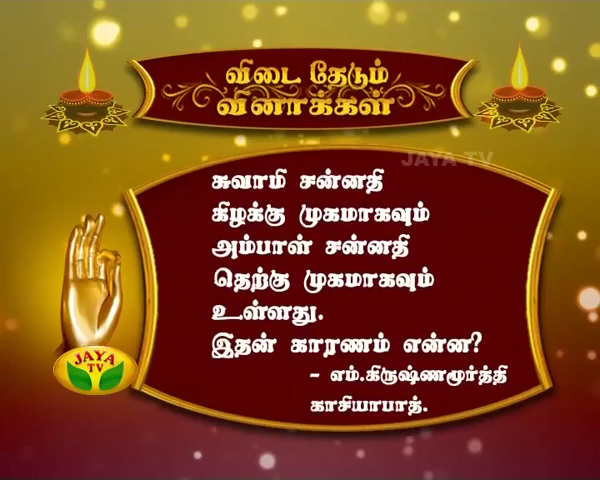 விடை தேடும்
வினாக்கள்
JAYA TV
சுவாமி சன்னதி
கிழக்கு முகமாகவும்
அம்பாள் சன்னதி
தெற்கு முகமாகவும்
உள்ளது.
இதன் காரணம் என்ன?
- எம்.கிருஷ்ணமூர்த்தி
காசியாபாத்.
JAYA
TV